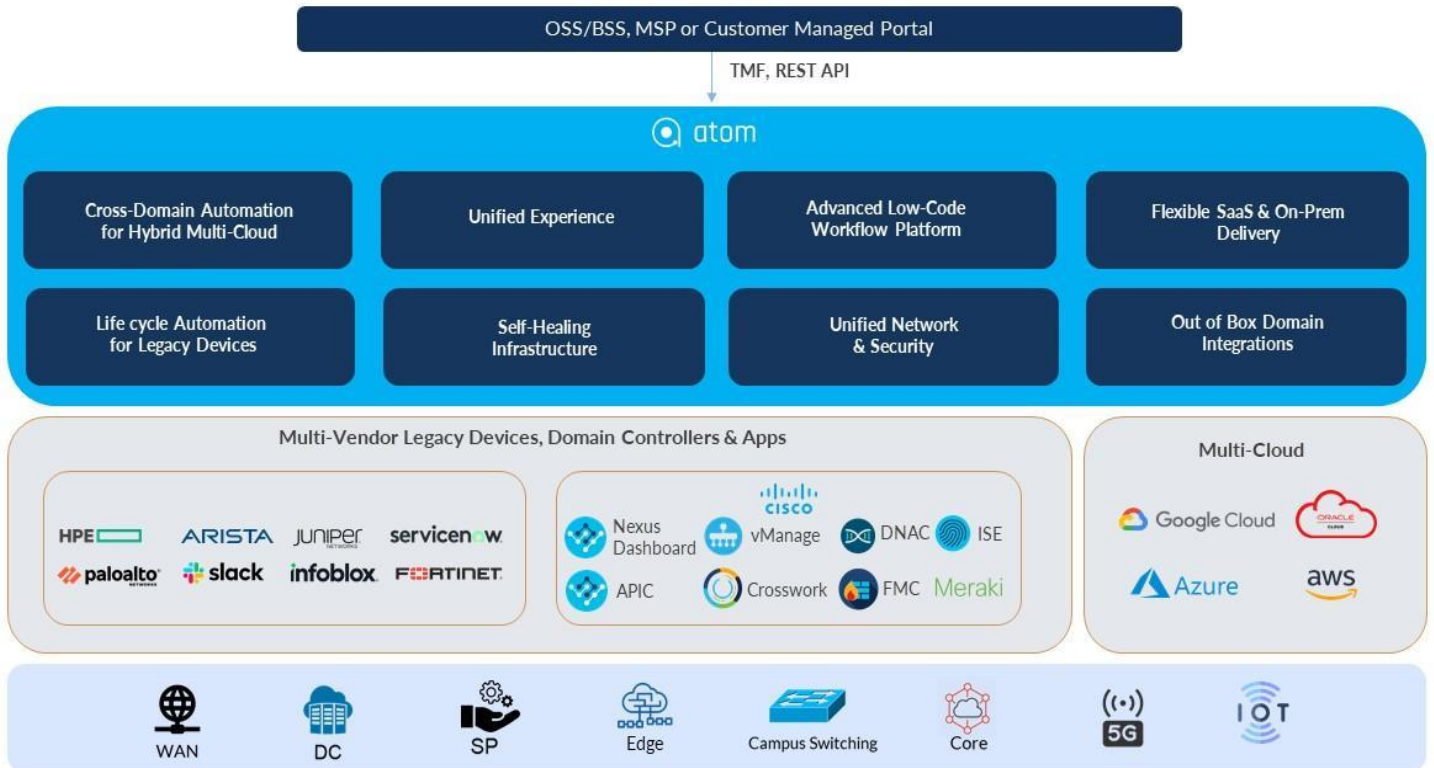 OSS/BSS, MSP or Customer Managed Portal
TMF, REST API
atom
Cross-Domain Automation
for Hybrid Multi-Cloud
Unified Experience
Advanced Low-Code
Workflow Platform
Flexible SaaS & On-Prem
Delivery
Life cycle Automation
for Legacy Devices
Self-Healing
Infrastructure
Unified Network
& Security
Out of Box Domain
Integrations
Multi-Vendor Legacy Devices, Domain Controllers & Apps
HPE
ARISTA
JUNIPER
NETWORKS
servicenow
paloalto
NETWORKS
slack
infoblox
FORTINET
CISCO
Nexus
Dashboard
vManage
DNAC
ISE
APIC
Crosswork
FMC
Meraki
Multi-Cloud
Google Cloud
ORACLE
CLOUD
Azure
aws
WAN
DC
SP
Edge
Campus Switching
Core
5G
IOT